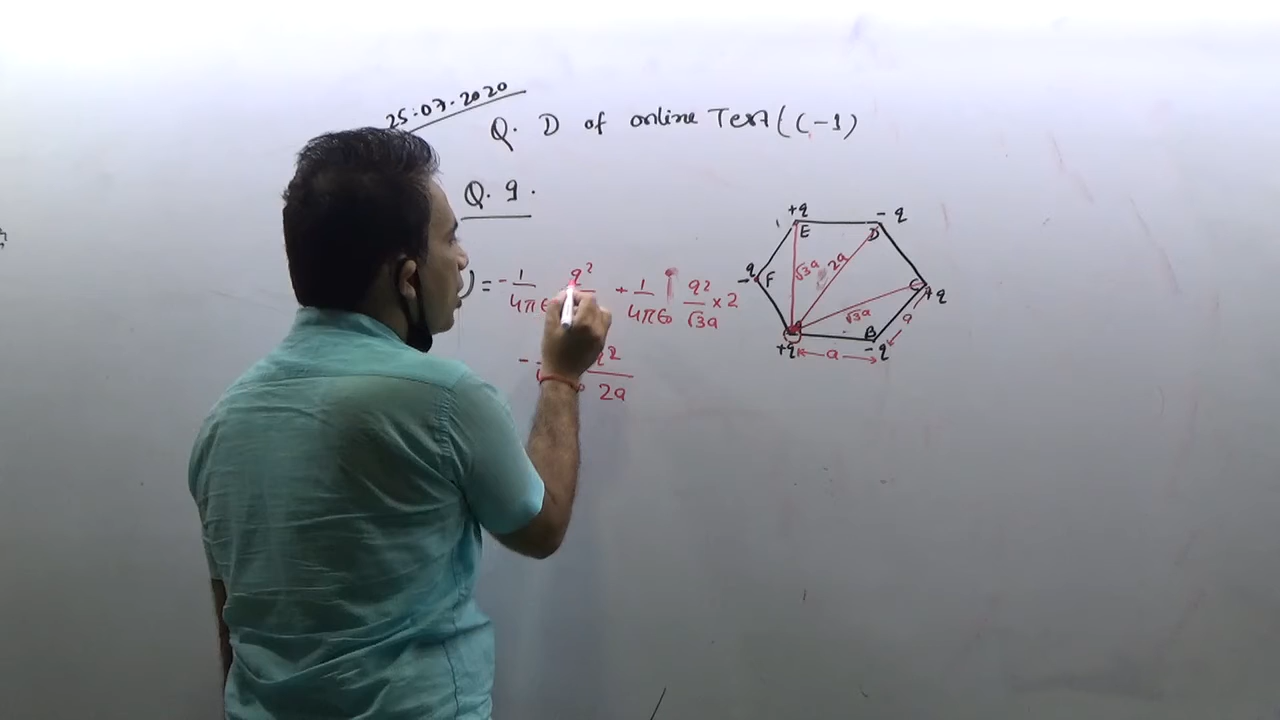 25.07.2020
Q. D of online Test (C-1)
Q. 9.
= - 1/4πϵ q² + 1/4πϵ₀ q²/√3a × 2
- q²/2a
+q
- q
E
D
√3a
2a
q
-
F
+q
√3a
a
B
+q
a
- q